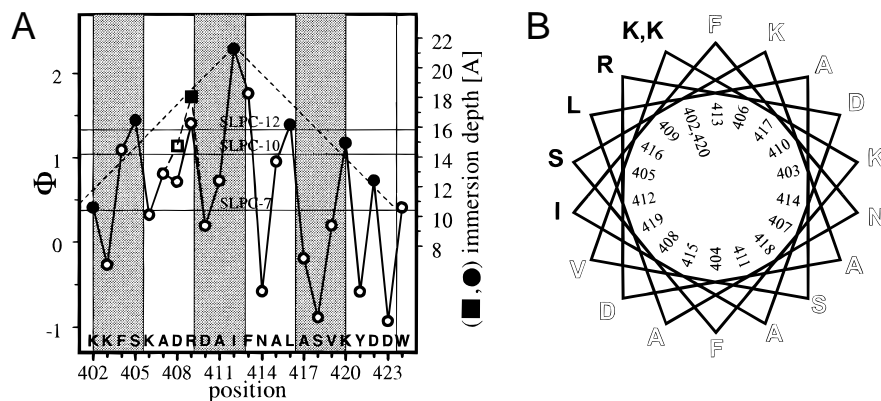 A
Φ
2
1
0
-1
SLPC-12
SLPC-10
SLPC-7
KKFSKADRDAIFNALASVKYDDW
402 405 408 411 414 417 420 423
position
22
20
18
16
14
12
10
8
(■,●) immersion depth [A]
B
K,K
F
K
A
D
K
N
A
S
A
F
A
D
V
I
S
L
R
413
406
417
410
403
414
407
418
411
404
415
408
419
412
405
416
409
402,420